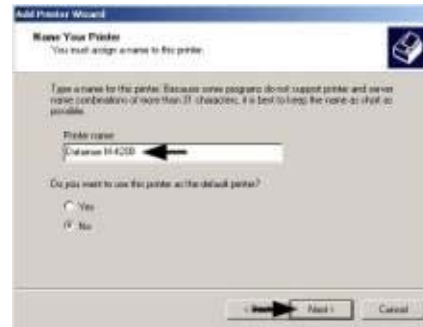 Add Printer Wizard
Name Your Printer
You must assign a name to this printer.
Type a name for this printer. Because some programs do not support printer and server
name combinations of more than 31 characters, it is best to keep the name as short as
possible.
Printer name:
Datamax
Do you want to use this printer as the default printer?
Yes
No
Next >
Cancel